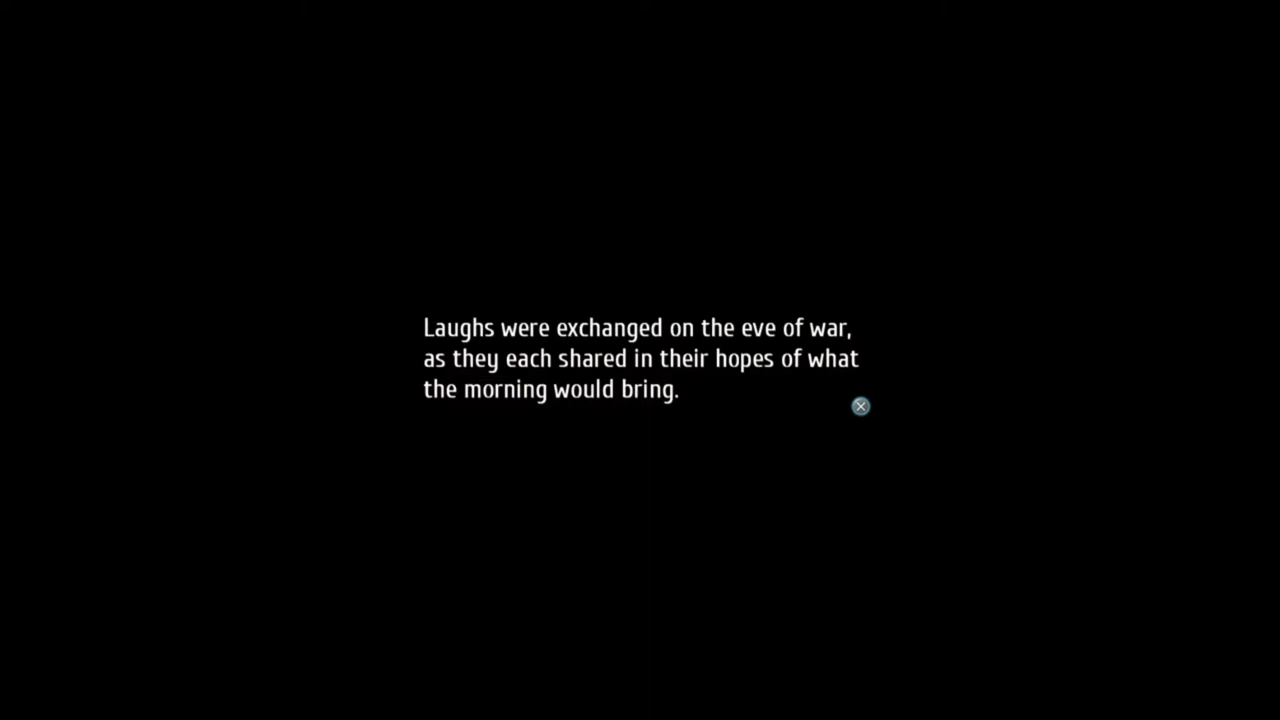 Laughs were exchanged on the eve of war,
as they each shared in their hopes of what
the morning would bring.